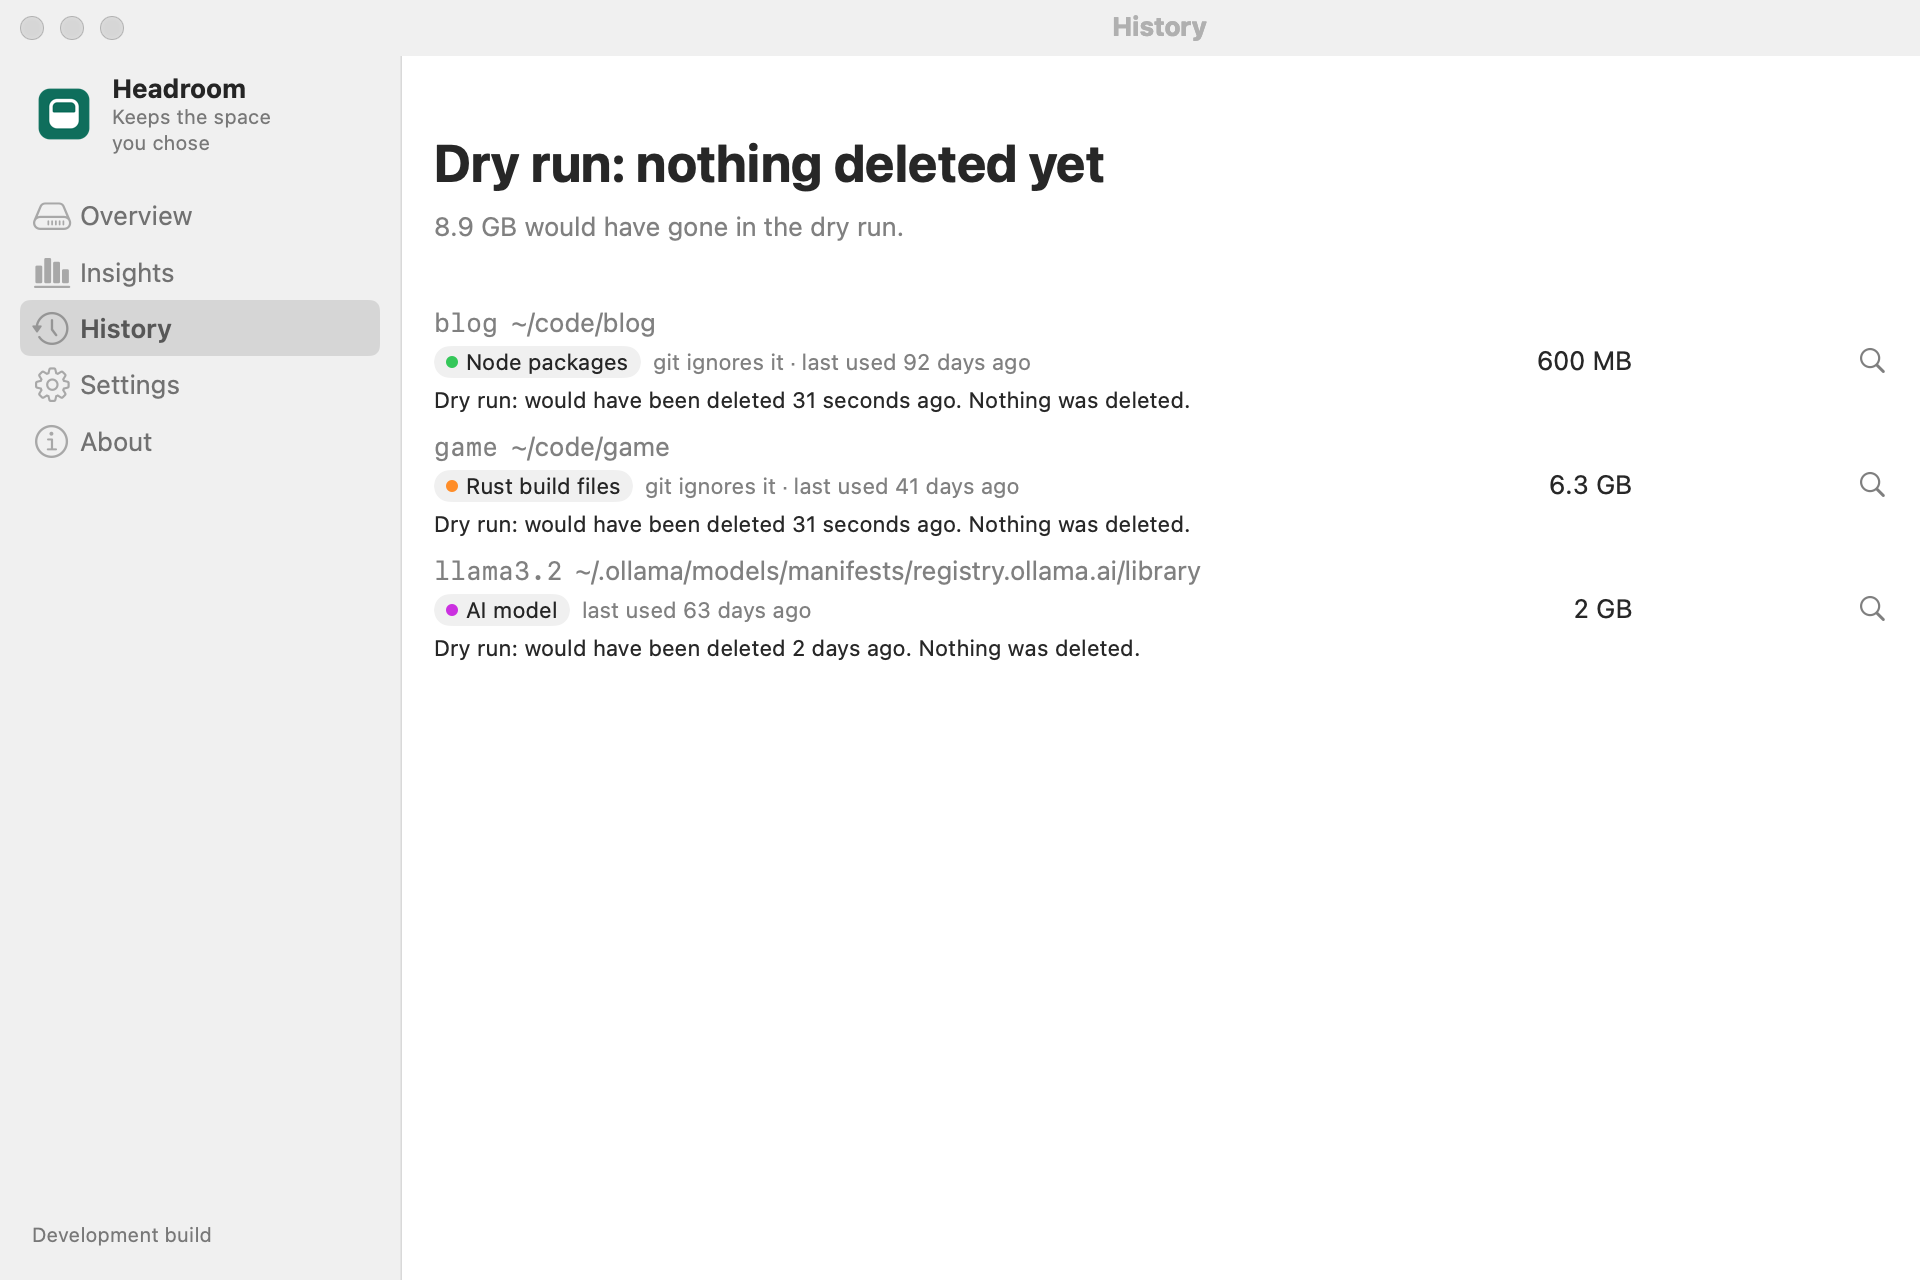 History
Headroom
Keeps the space
you chose
Overview
Insights
History
Settings
About
Development build
Dry run: nothing deleted yet
8.9 GB would have gone in the dry run.
blog ~/code/blog
Node packages git ignores it · last used 92 days ago 600 MB
Dry run: would have been deleted 31 seconds ago. Nothing was deleted.
game ~/code/game
Rust build files git ignores it · last used 41 days ago 6.3 GB
Dry run: would have been deleted 31 seconds ago. Nothing was deleted.
llama3.2 ~/.ollama/models/manifests/registry.ollama.ai/library
AI model last used 63 days ago 2 GB
Dry run: would have been deleted 2 days ago. Nothing was deleted.